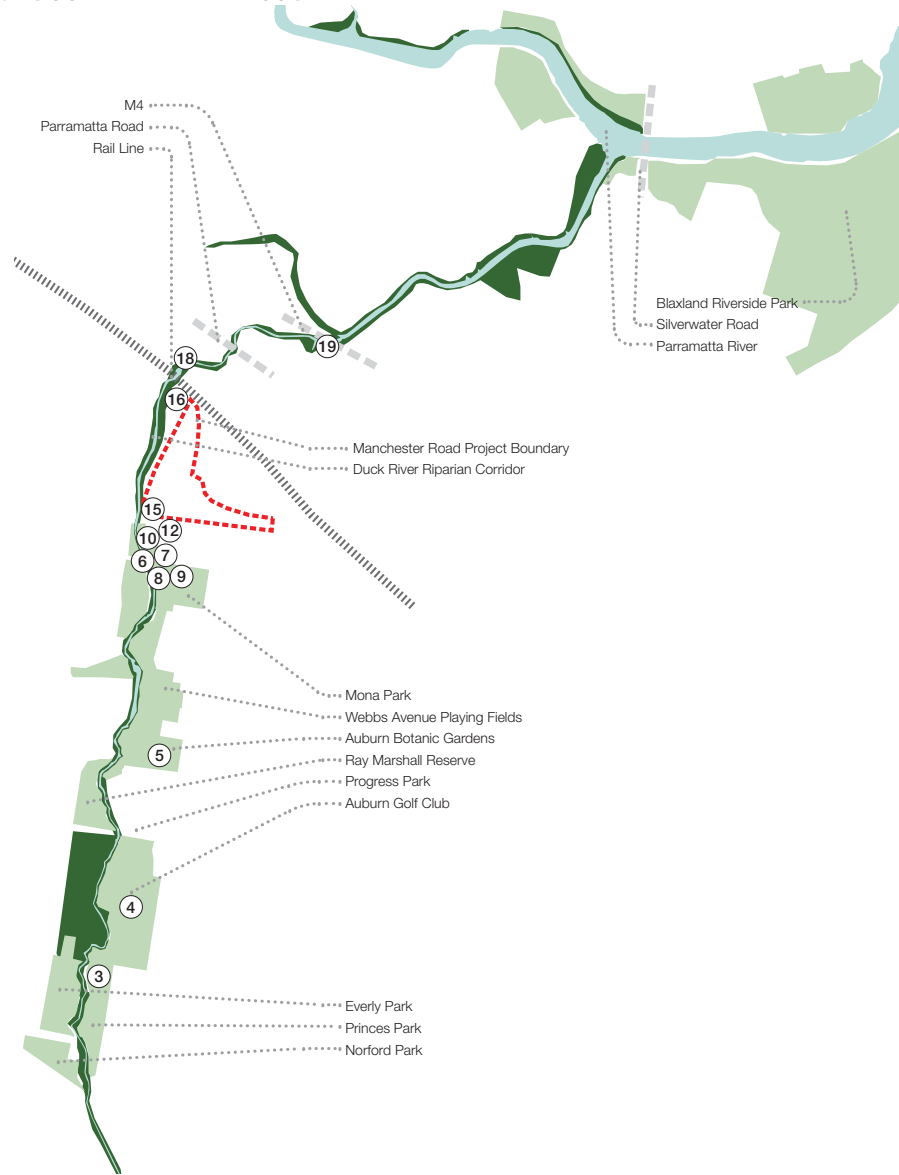 M4
Parramatta Road
Rail Line
Blaxland Riverside Park
Silverwater Road
Parramatta River
19
18
16
Manchester Road Project Boundary
Duck River Riparian Corridor
15
12
10
7
6
9
8
Mona Park
Webbs Avenue Playing Fields
Auburn Botanic Gardens
5
Ray Marshall Reserve
Progress Park
Auburn Golf Club
4
3
Everly Park
Princes Park
Norford Park